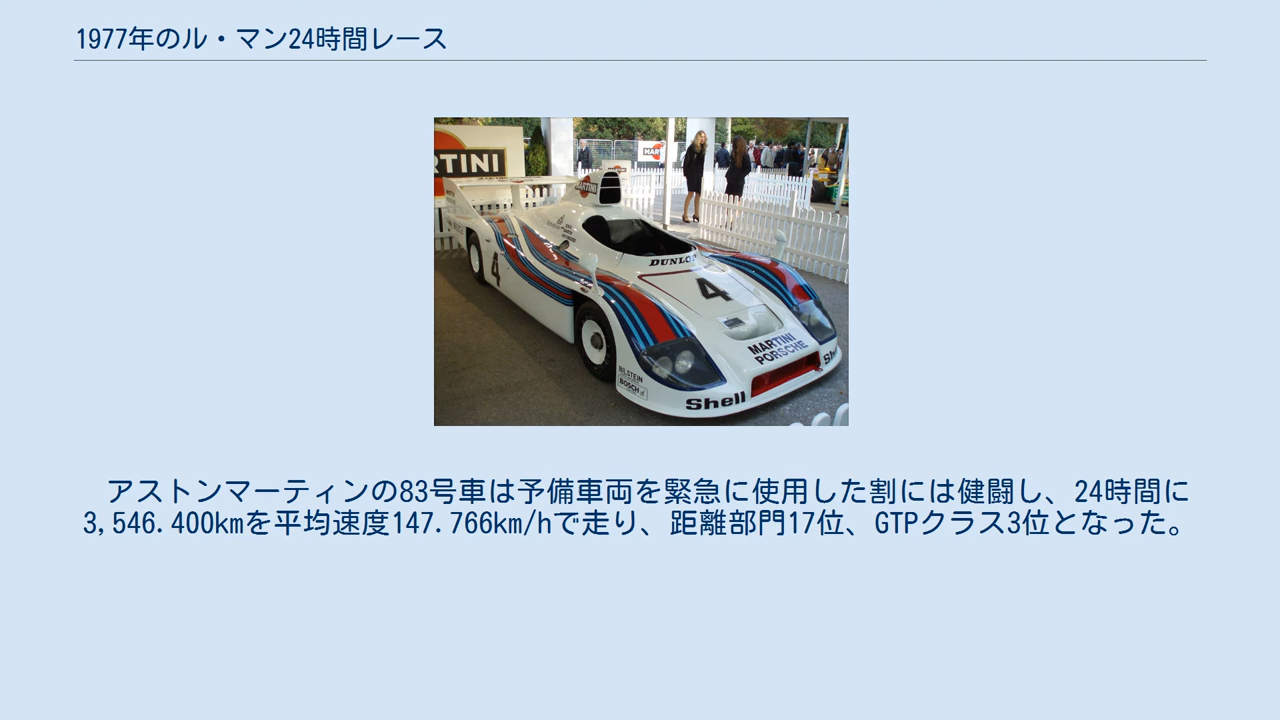 1977年のル・マン24時間レース
RTINI
MARTINI
DUNLOP
4
4
MARTINI
PORSCHE
BILSTEIN
BOSCH
Shell
アストンマーティンの83号車は予備車両を緊急に使用した割には健闘し、24時間に
3,546.400kmを平均速度147.766km/hで走り、距離部門17位、GTPクラス3位となった。